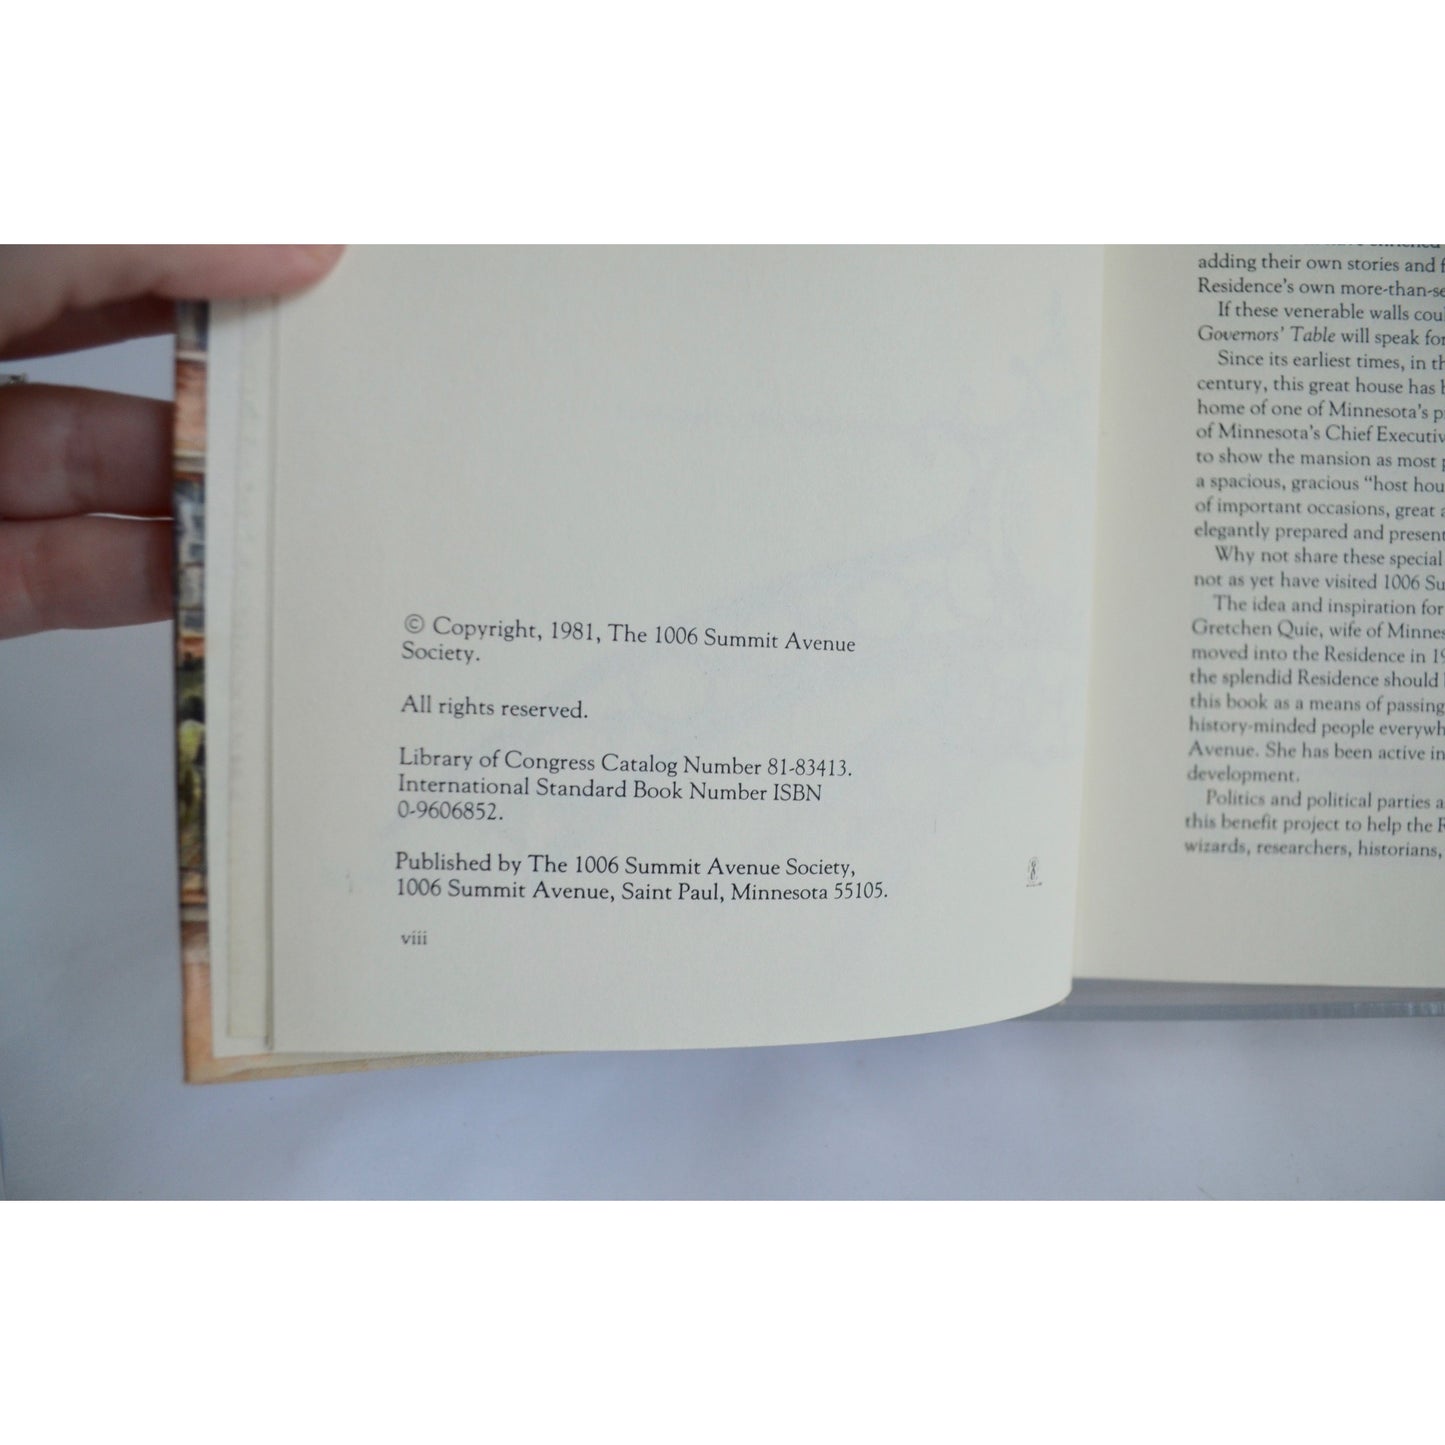 © Copyright, 1981, The 1006 Summit Avenue
Society.
All rights reserved.
Library of Congress Catalog Number 81-83413.
International Standard Book Number ISBN
0-9606852.
Published by The 1006 Summit Avenue Society,
1006 Summit Avenue, Saint Paul, Minnesota 55105.
viii
enriched
adding their own stories and
Residence's own more-than-
If these venerable walls
Governors' Table will speak for
Since its earliest times, in
century, this great house has
home of one of Minnesota's
of Minnesota's Chief
to show the mansion as most
a spacious, gracious "host
of important occasions, great
elegantly prepared and
Why not share these special
not as yet have visited 1006
The idea and inspiration for
Gretchen Quie, wife of
moved into the Residence in
the splendid Residence should
this book as a means of passing
history-minded people
Avenue. She has been active in
development.
Politics and political parties
this benefit project to help the
wizards, researchers, historians,